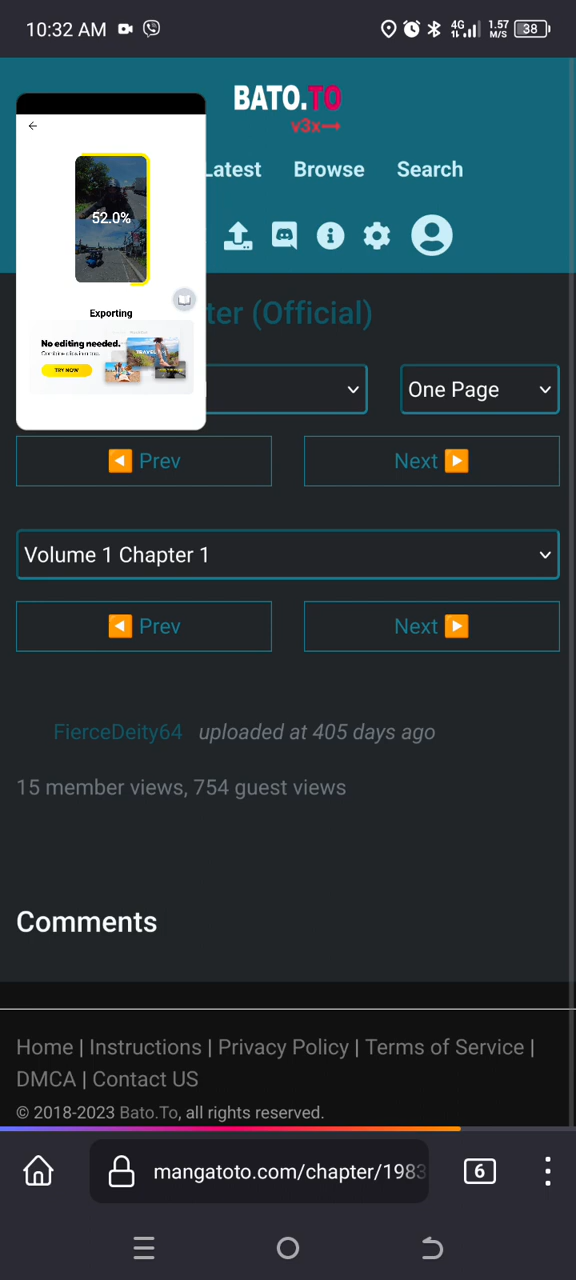 10:32 AM
4G
1.57
M/S
38
BATO.TO
v3x→
Latest Browse Search
52.0%
Exporting
No editing needed.
TRY NOW
ter (Official)
One Page
◀ Prev
Next ▶
Volume 1 Chapter 1
◀ Prev
Next ▶
FierceDeity64 uploaded at 405 days ago
15 member views, 754 guest views
Comments
Home | Instructions | Privacy Policy | Terms of Service |
DMCA | Contact US
© 2018-2023 Bato.To, all rights reserved.
mangatoto.com/chapter/1983
6